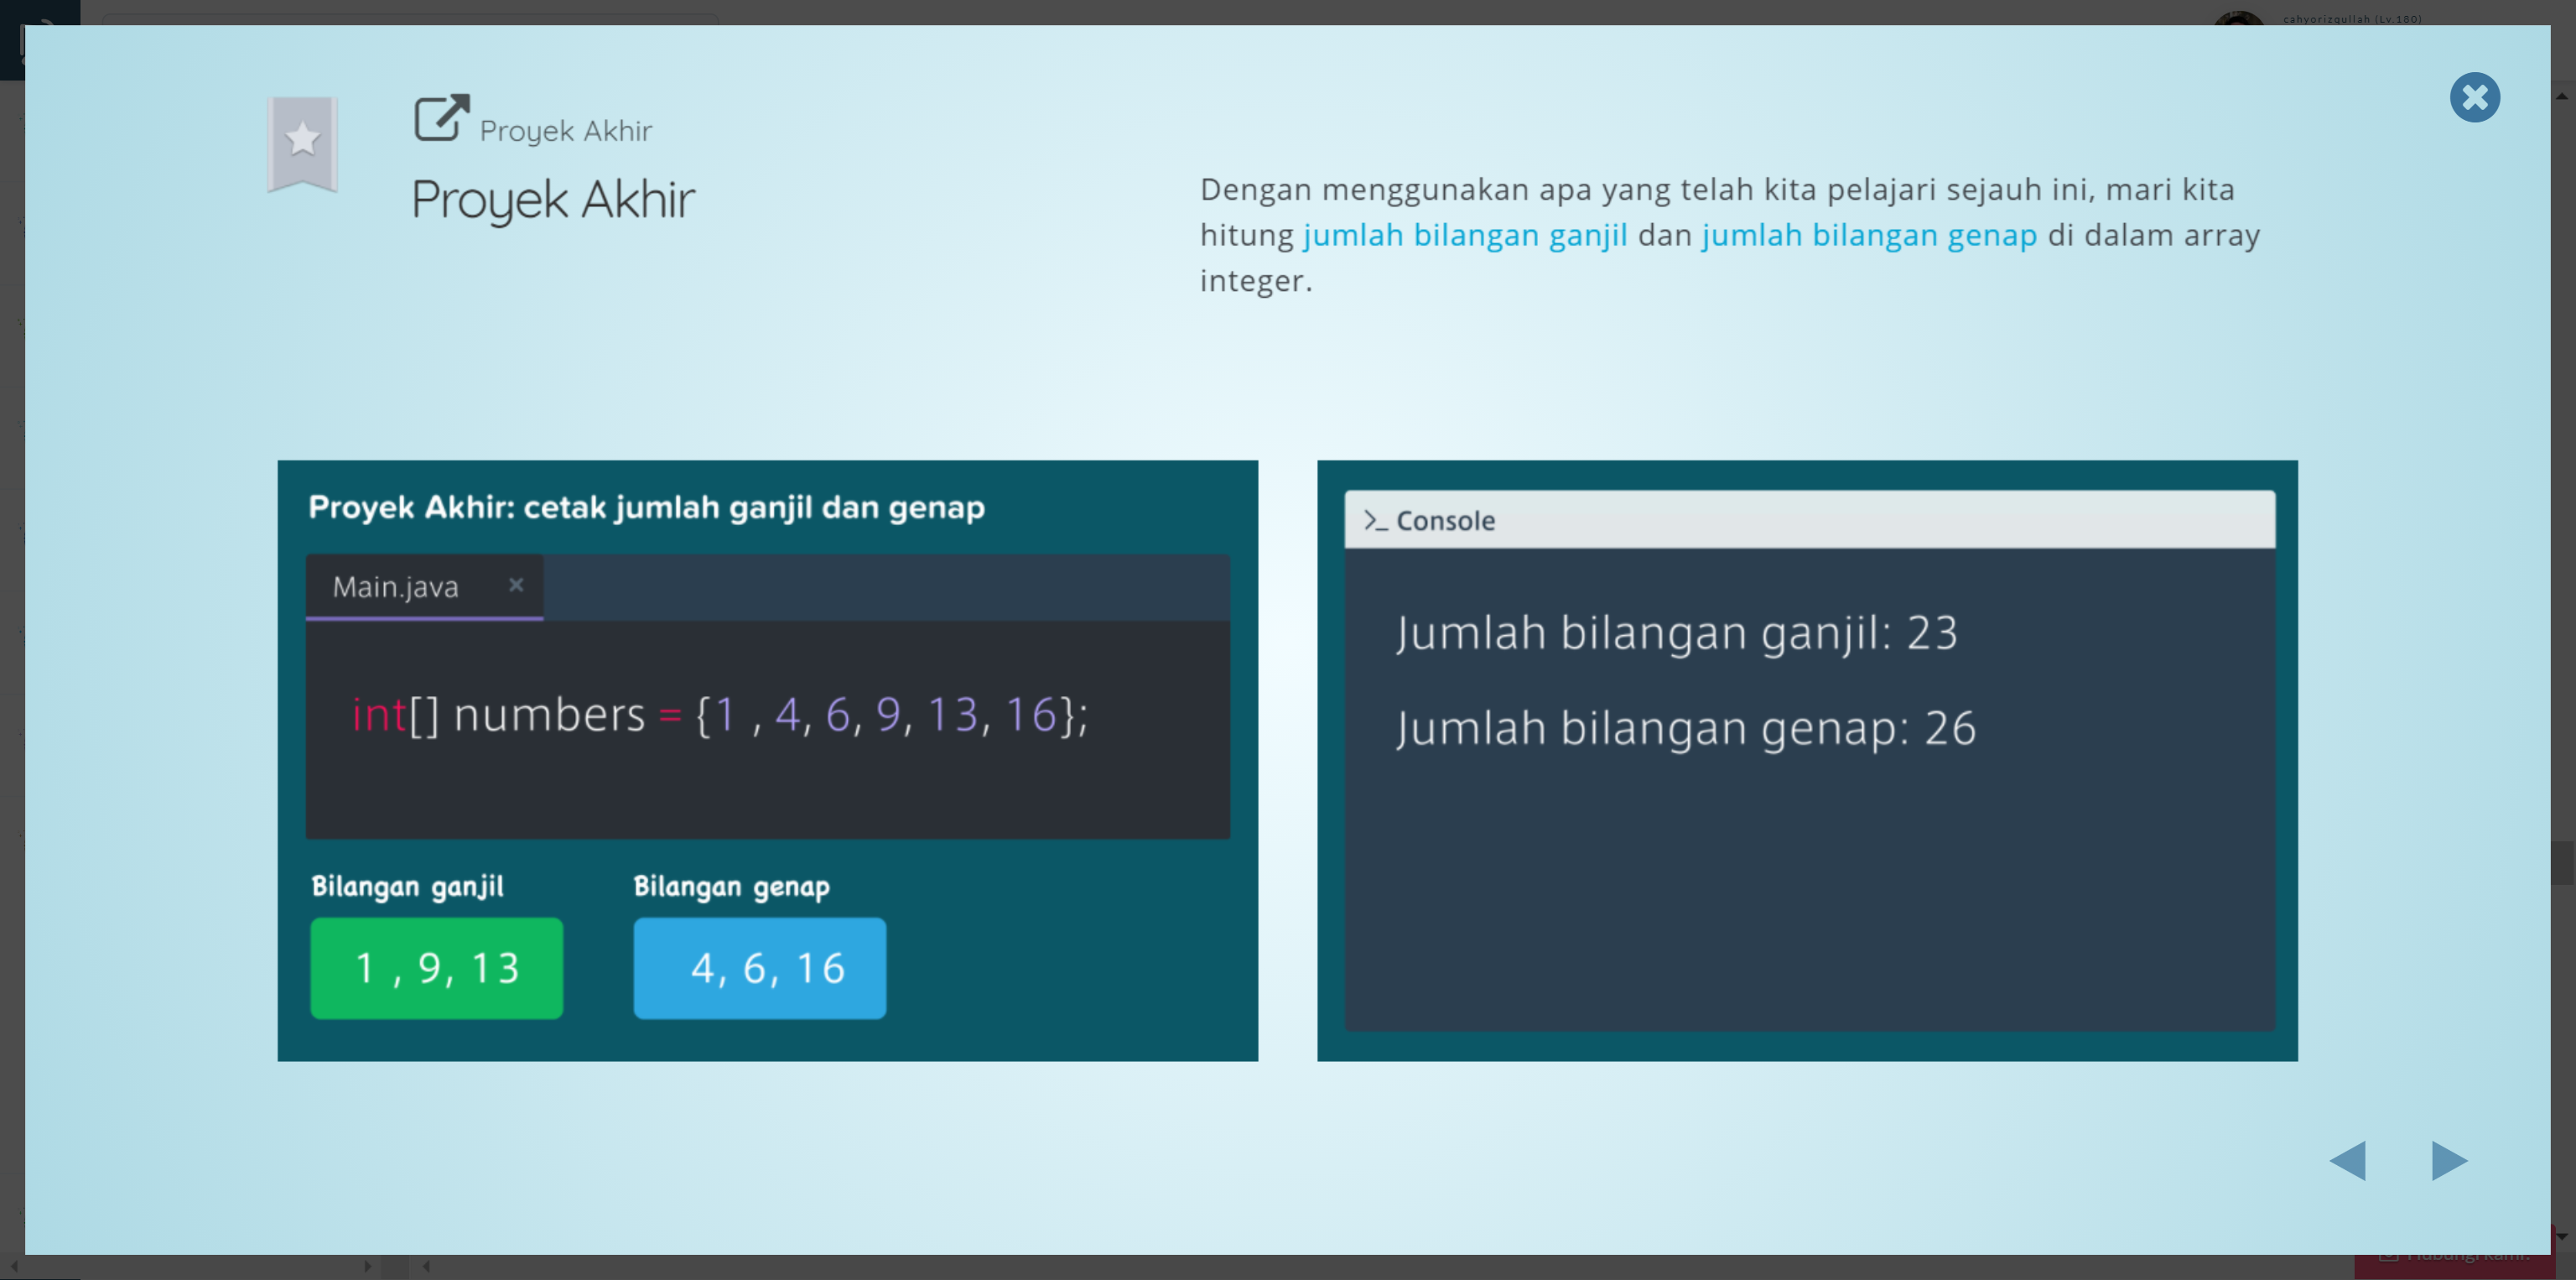 cahyorizqullah (Lv.180)
Proyek Akhir
Proyek Akhir
Dengan menggunakan apa yang telah kita pelajari sejauh ini, mari kita
hitung jumlah bilangan ganjil dan jumlah bilangan genap di dalam array
integer.
Proyek Akhir: cetak jumlah ganjil dan genap
Main.java ×
int[] numbers = {1 , 4, 6, 9, 13, 16};
Bilangan ganjil
Bilangan genap
1 , 9, 13
4, 6, 16
>_ Console
Jumlah bilangan ganjil: 23
Jumlah bilangan genap: 26